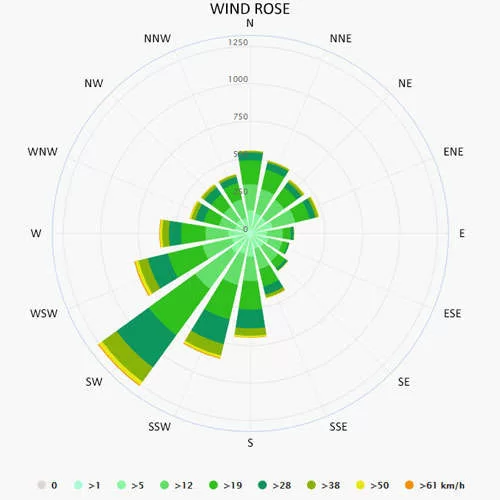 WIND ROSE
N
NNW
NNE
1250
NW
NE
1000
750
WNW
ENE
500
250
W
0
E
WSW
ESE
SW
SE
SSW
SSE
S
0 >1 >5 >12 >19 >28 >38 >50 >61 km/h